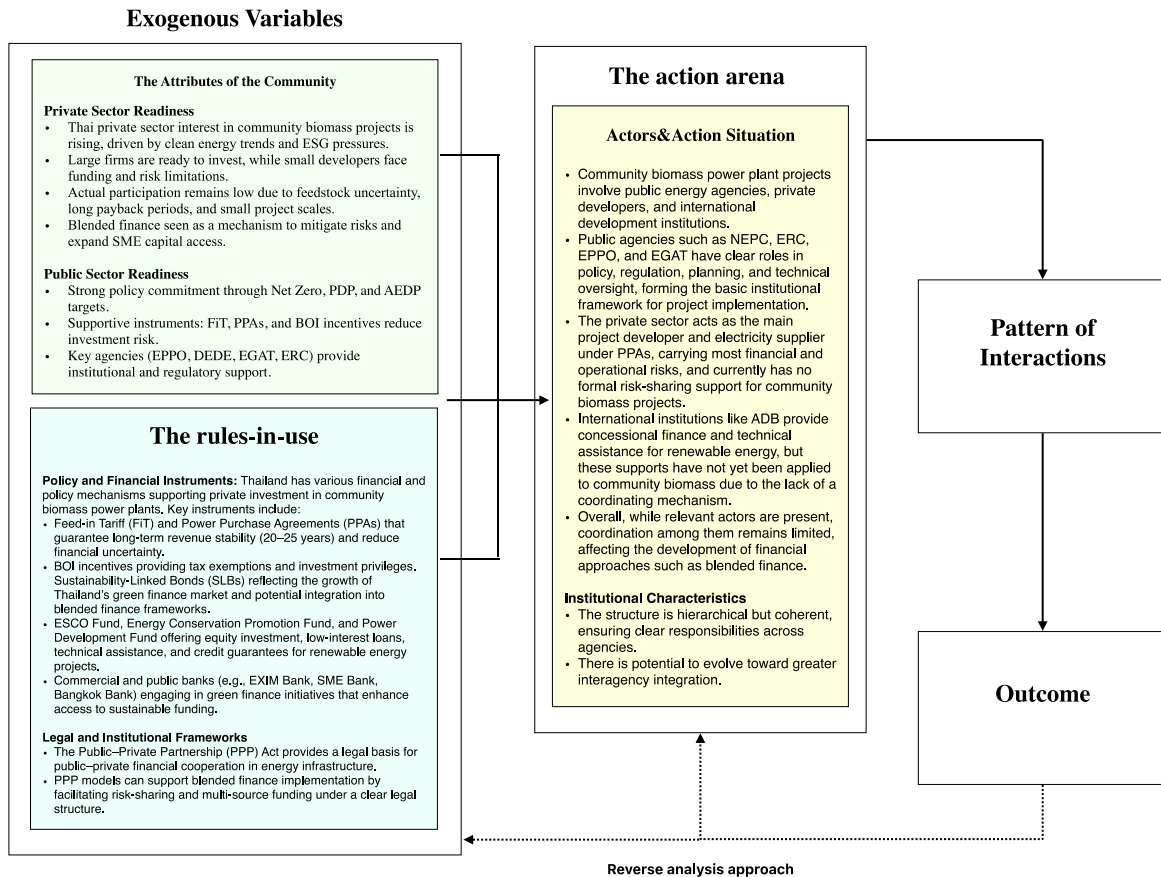 Exogenous Variables
The Attributes of the Community
Private Sector Readiness
• Thai private sector interest in community biomass projects is
rising, driven by clean energy trends and ESG pressures.
• Large firms are ready to invest, while small developers face
funding and risk limitations.
• Actual participation remains low due to feedstock uncertainty,
long payback periods, and small project scales.
• Blended finance seen as a mechanism to mitigate risks and
expand SME capital access.
Public Sector Readiness
• Strong policy commitment through Net Zero, PDP, and AEDP
targets.
• Supportive instruments: FiT, PPAs, and BOI incentives reduce
investment risk.
• Key agencies (EPPO, DEDE, EGAT, ERC) provide
institutional and regulatory support.
The rules-in-use
Policy and Financial Instruments: Thailand has various financial and
policy mechanisms supporting private investment in community
biomass power plants. Key instruments include:
• Feed-in Tariff (FiT) and Power Purchase Agreements (PPAs) that
guarantee long-term revenue stability (20–25 years) and reduce
financial uncertainty.
• BOI incentives providing tax exemptions and investment privileges.
Sustainability-Linked Bonds (SLBs) reflecting the growth of
Thailand's green finance market and potential integration into
blended finance frameworks.
• ESCO Fund, Energy Conservation Promotion Fund, and Power
Development Fund offering equity investment, low-interest loans,
technical assistance, and credit guarantees for renewable energy
projects.
• Commercial and public banks (e.g., EXIM Bank, SME Bank,
Bangkok Bank) engaging in green finance initiatives that enhance
access to sustainable funding.
Legal and Institutional Frameworks
• The Public–Private Partnership (PPP) Act provides a legal basis for
public–private financial cooperation in energy infrastructure.
• PPP models can support blended finance implementation by
facilitating risk-sharing and multi-source funding under a clear legal
structure.
The action arena
Actors&Action Situation
• Community biomass power plant projects
involve public energy agencies, private
developers, and international
development institutions.
• Public agencies such as NEPC, ERC,
EPPO, and EGAT have clear roles in
policy, regulation, planning, and technical
oversight, forming the basic institutional
framework for project implementation.
• The private sector acts as the main
project developer and electricity supplier
under PPAs, carrying most financial and
operational risks, and currently has no
formal risk-sharing support for community
biomass projects.
• International institutions like ADB provide
concessional finance and technical
assistance for renewable energy, but
these supports have not yet been applied
to community biomass due to the lack of a
coordinating mechanism.
• Overall, while relevant actors are present,
coordination among them remains limited,
affecting the development of financial
approaches such as blended finance.
Institutional Characteristics
• The structure is hierarchical but coherent,
ensuring clear responsibilities across
agencies.
• There is potential to evolve toward greater
interagency integration.
Pattern of
Interactions
Outcome
Reverse analysis approach